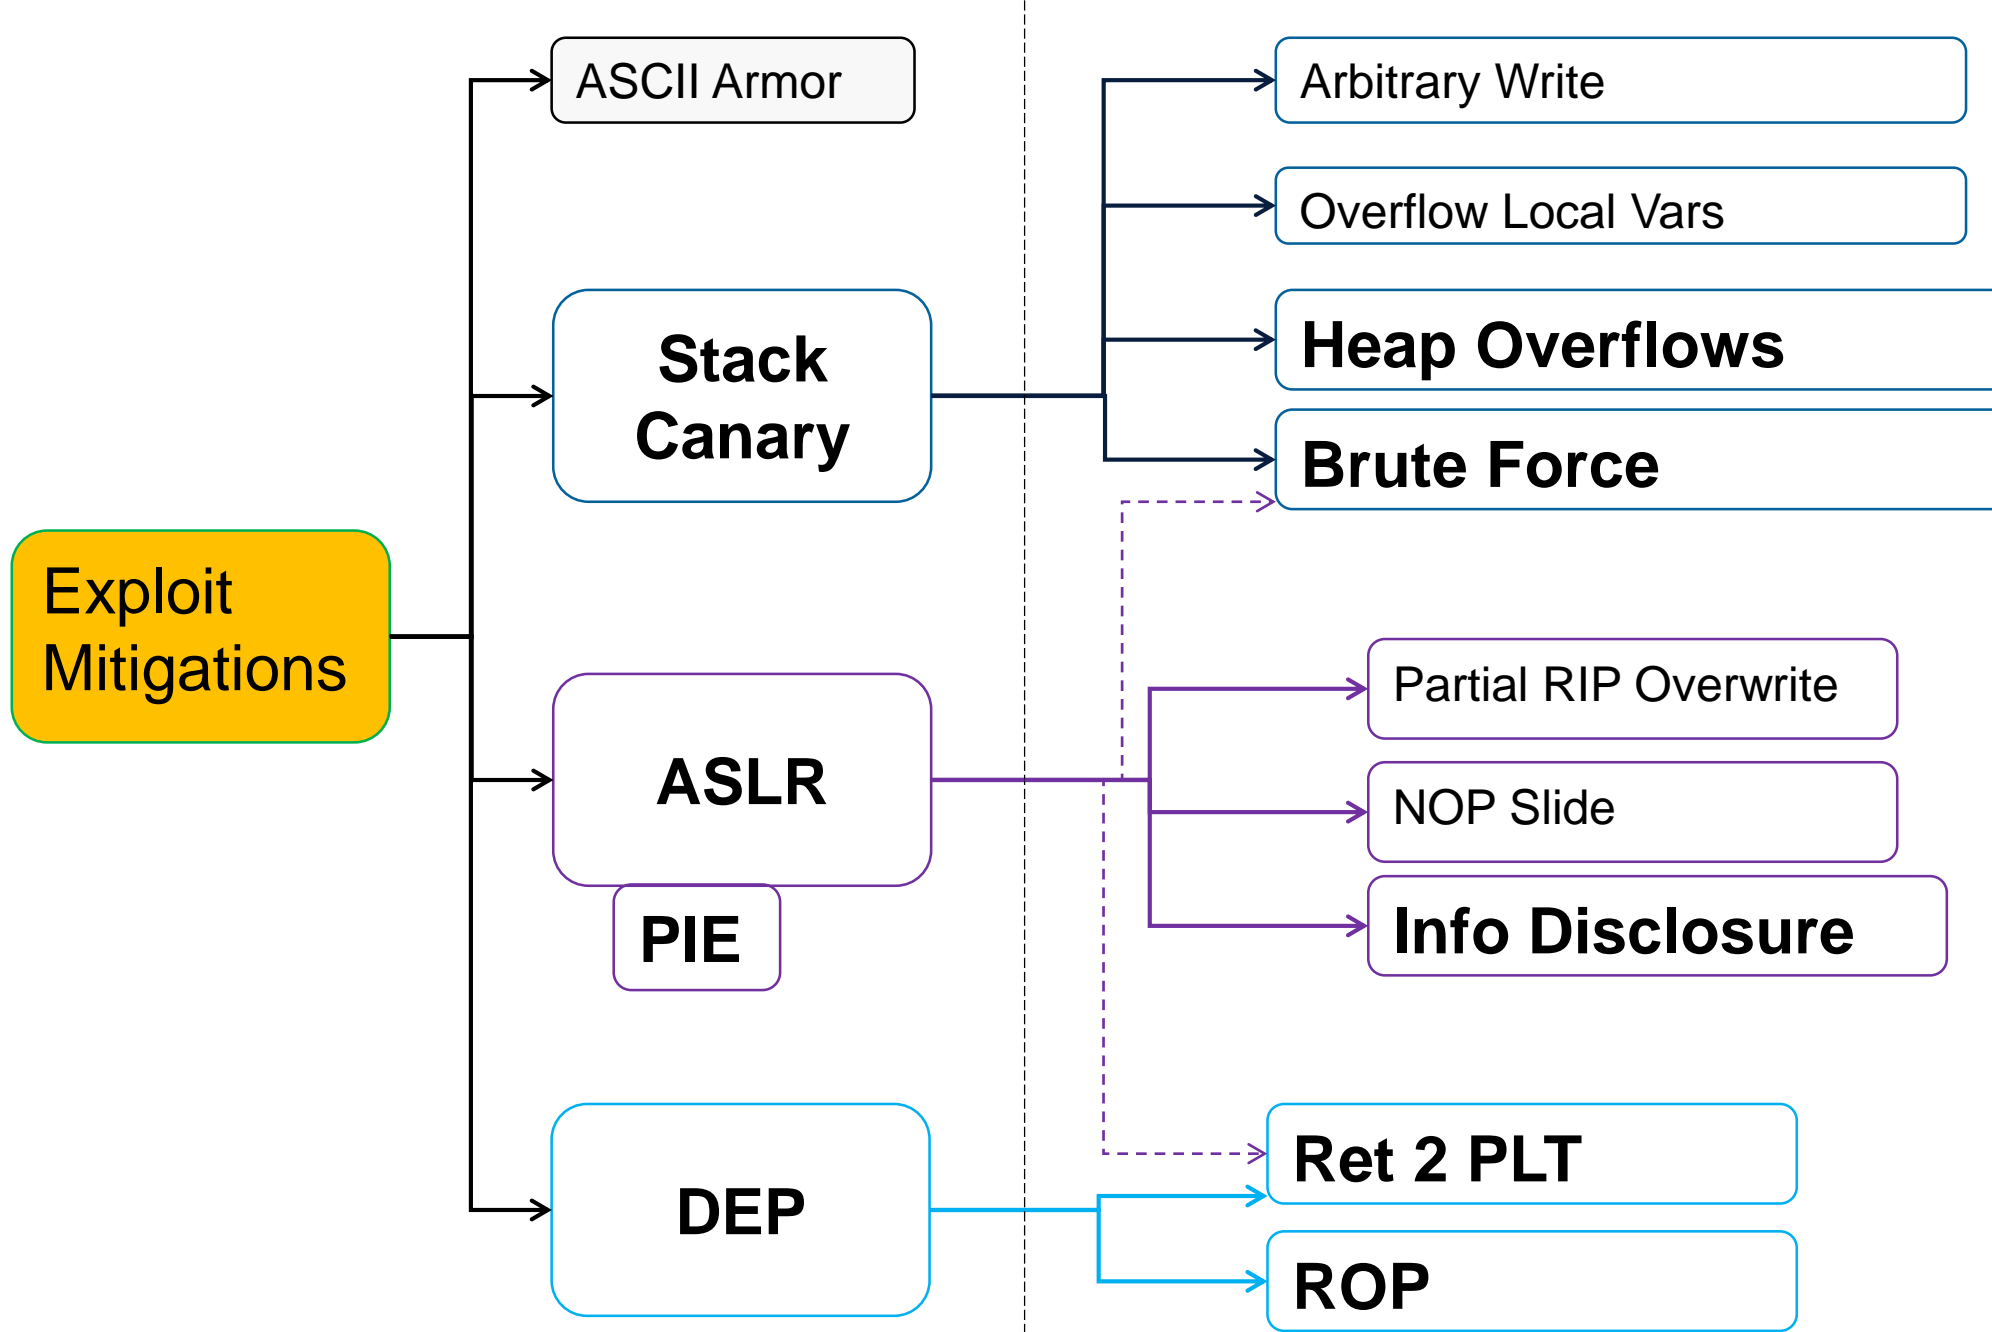 ASCII Armor
Arbitrary Write
Overflow Local Vars
Stack
Canary
Heap Overflows
Brute Force
Exploit
Mitigations
ASLR
PIE
Partial RIP Overwrite
NOP Slide
Info Disclosure
DEP
Ret 2 PLT
ROP